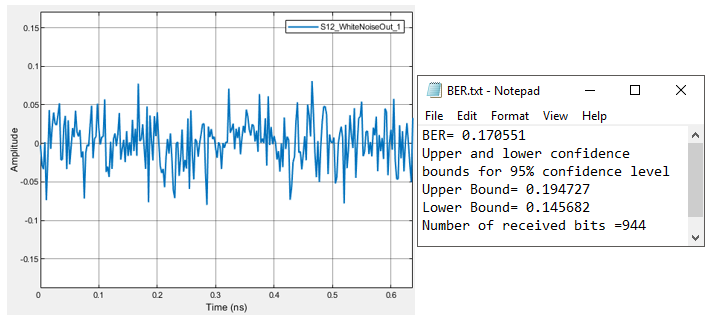 S12_WhiteNoiseOut_1
0.15
0.1
0.05
0
-0.05
-0.1
-0.15
Amplitude
0 0.1 0.2 0.3 0.4 0.5 0.6
Time (ns)
BER.txt - Notepad
File Edit Format View Help
BER= 0.170551
Upper and lower confidence
bounds for 95% confidence level
Upper Bound= 0.194727
Lower Bound= 0.145682
Number of received bits =944